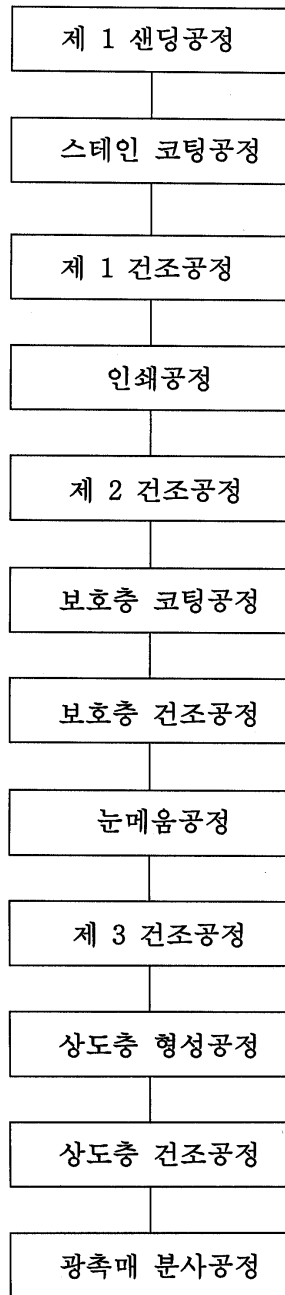 제 1 샌딩공정
스테인 코팅공정
제 1 건조공정
인쇄공정
제 2 건조공정
보호층 코팅공정
보호층 건조공정
눈메움공정
제 3 건조공정
상도층 형성공정
상도층 건조공정
광촉매 분사공정